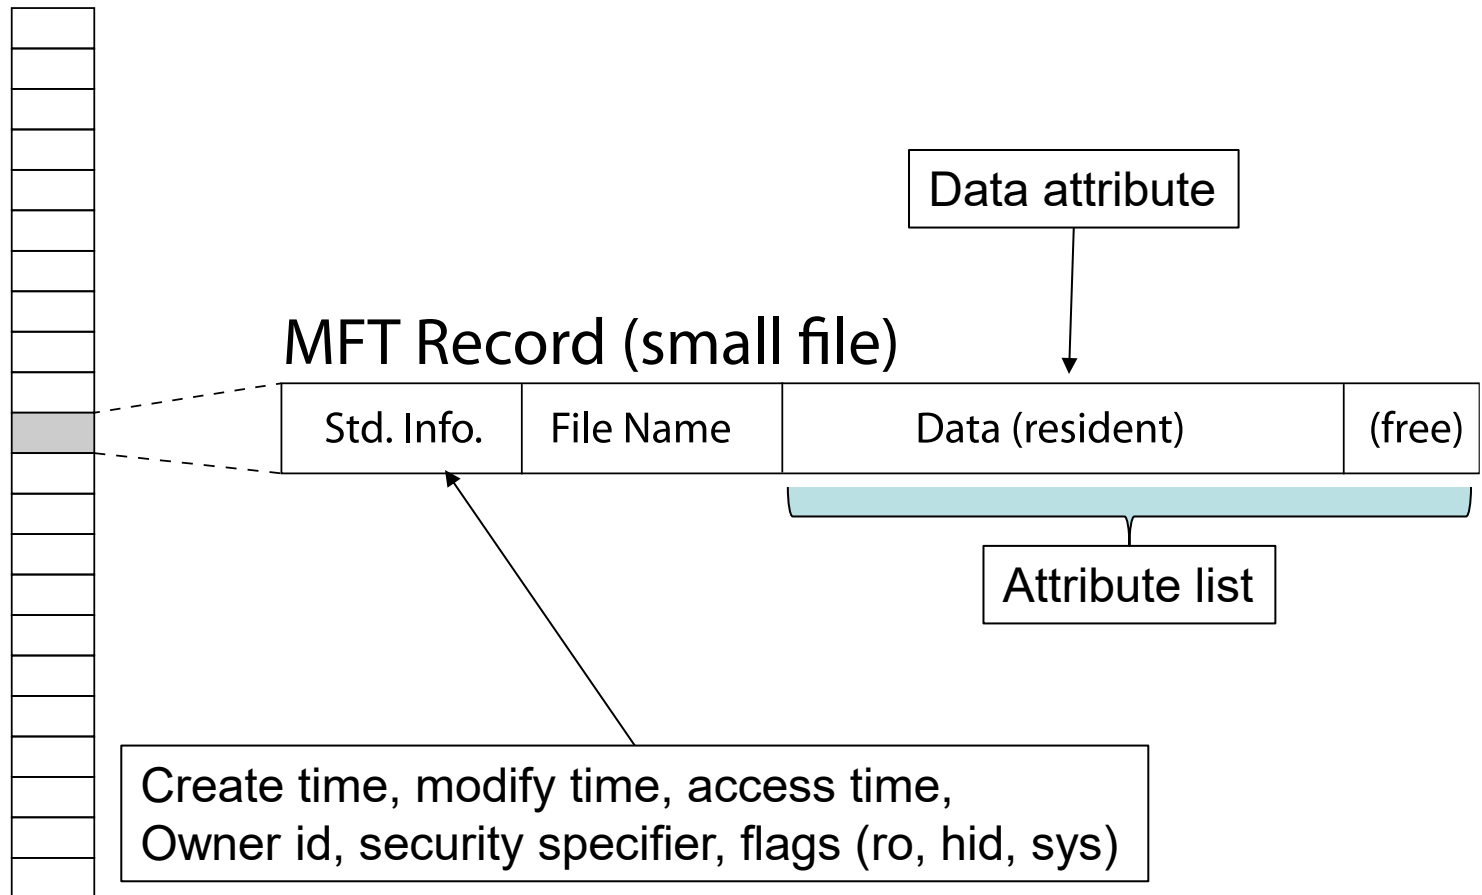 Data attribute
MFT Record (small file)
Std. Info.
File Name
Data (resident)
(free)
Attribute list
Create time, modify time, access time,
Owner id, security specifier, flags (ro, hid, sys)